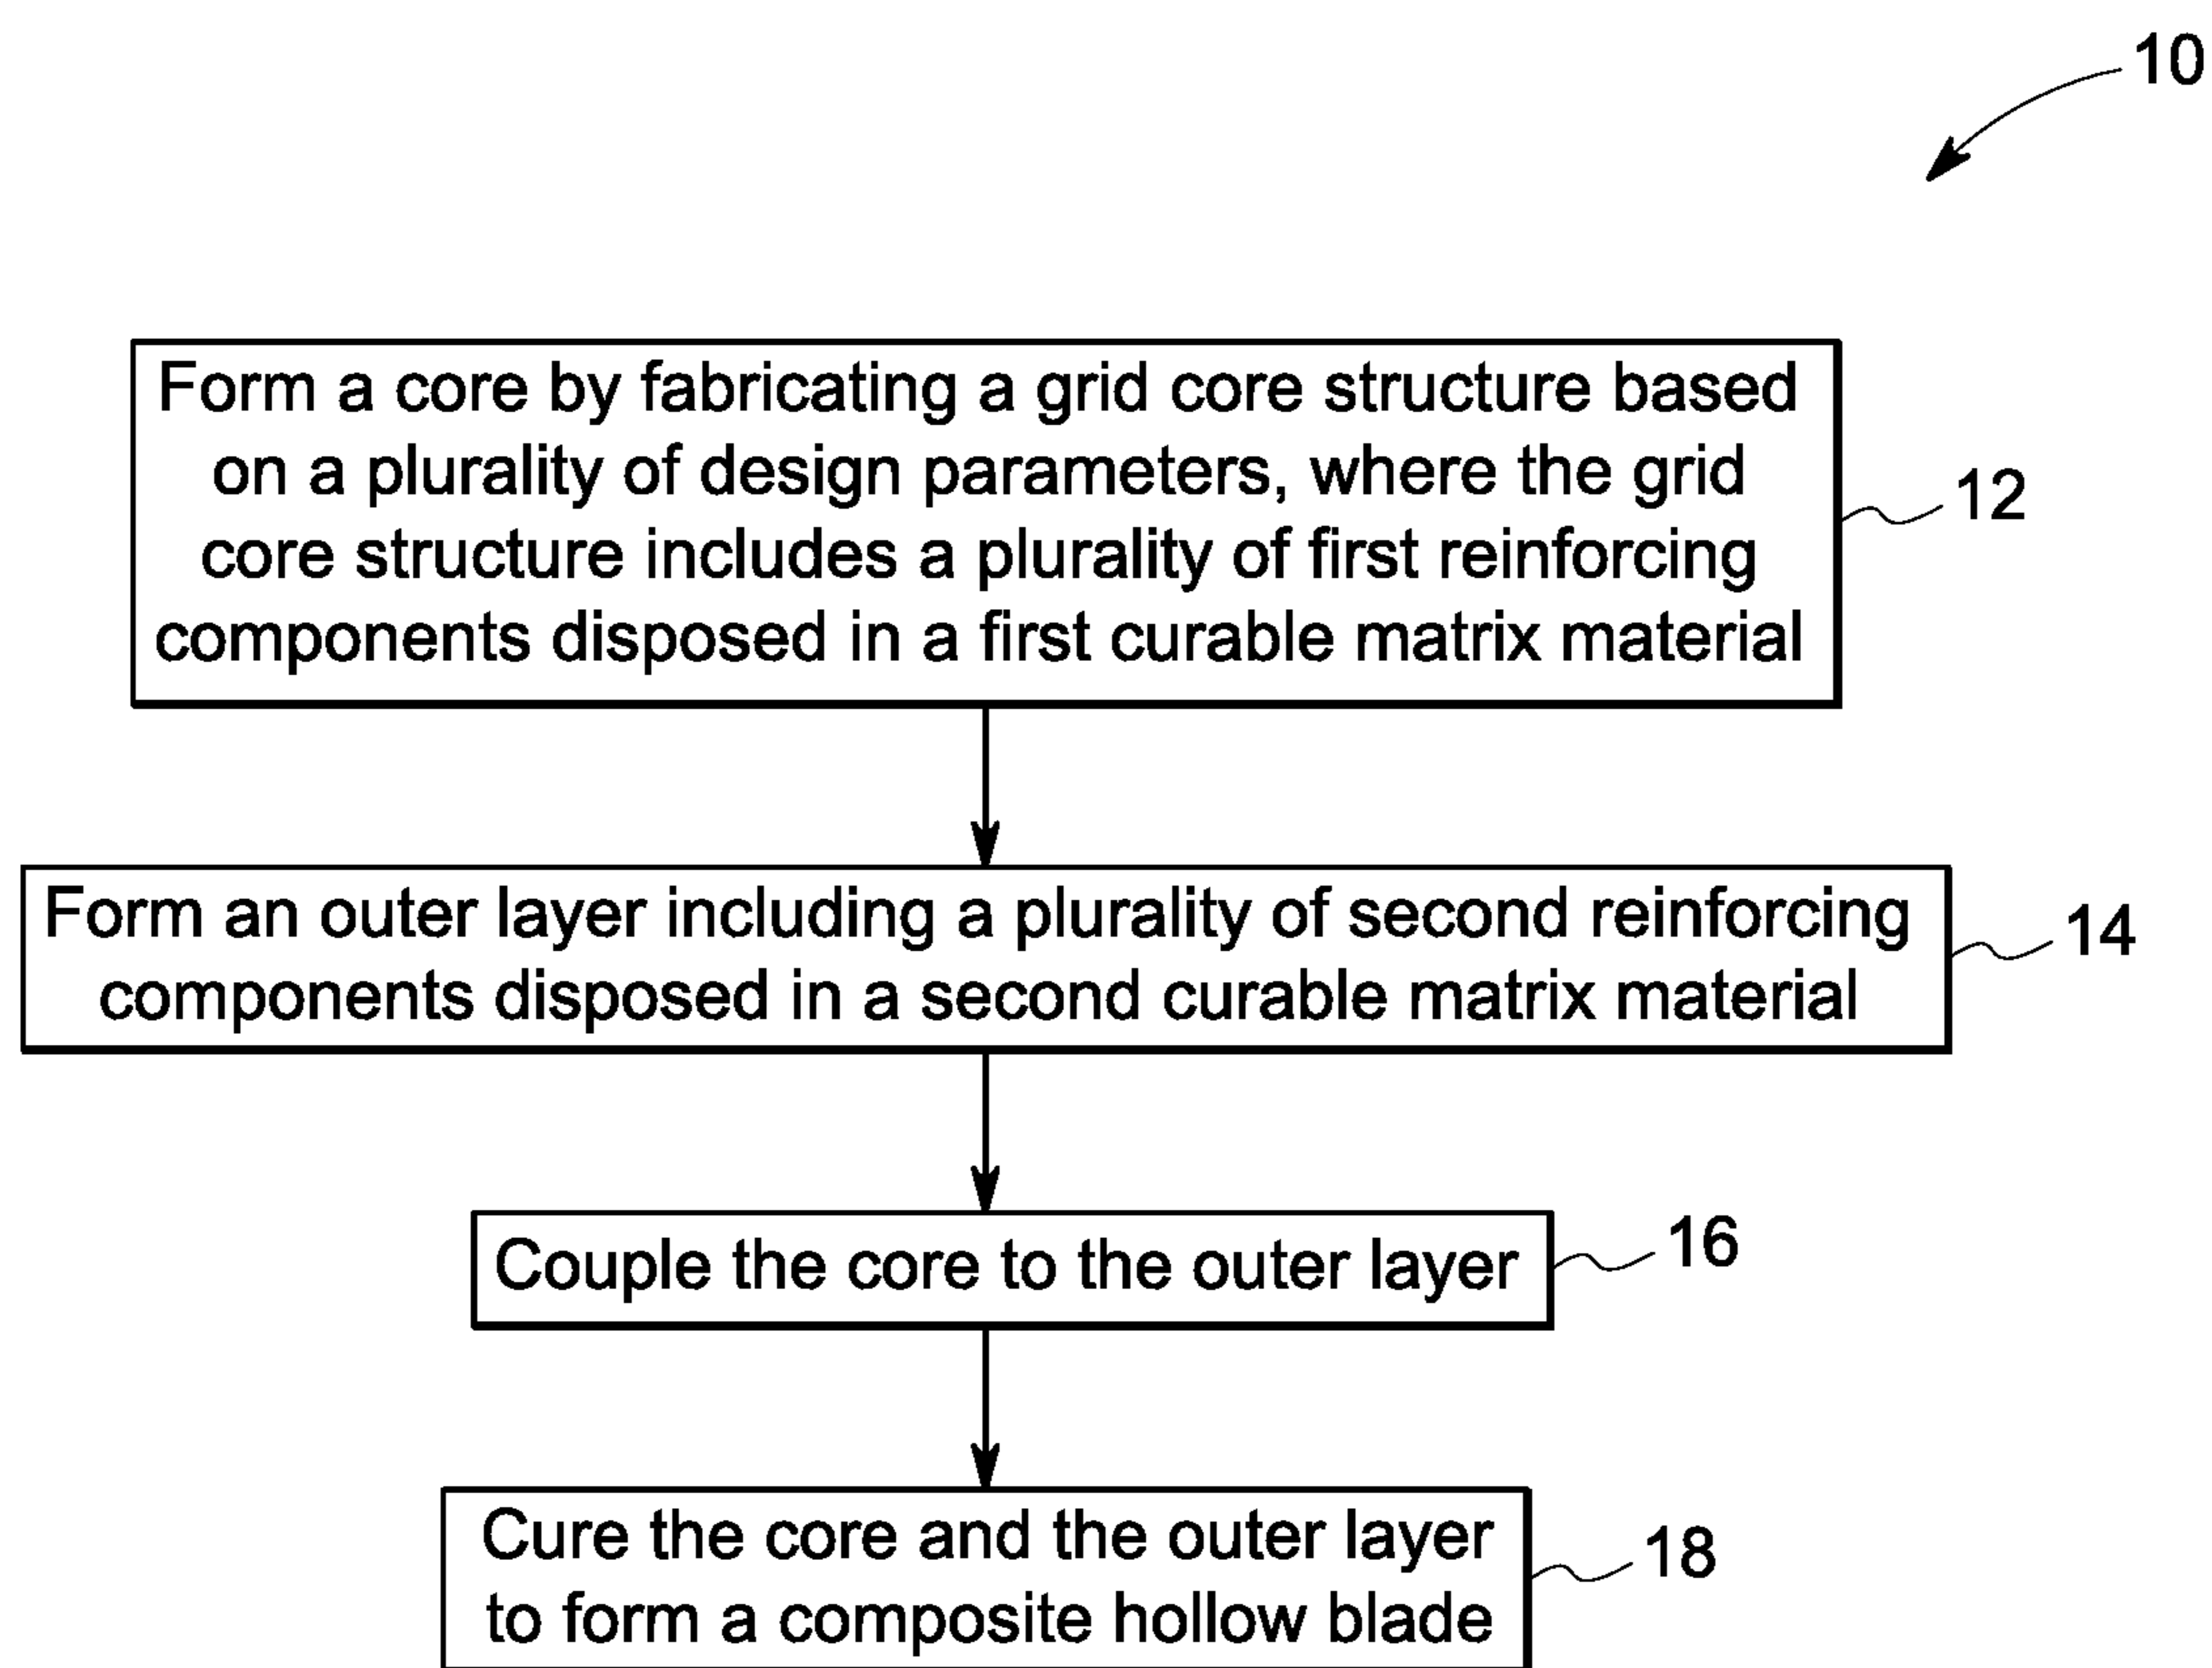 10
Form a core by fabricating a grid core structure based
on a plurality of design parameters, where the grid
core structure includes a plurality of first reinforcing
components disposed in a first curable matrix material
12
Form an outer layer including a plurality of second reinforcing
components disposed in a second curable matrix material
14
Couple the core to the outer layer
16
Cure the core and the outer layer
to form a composite hollow blade
18